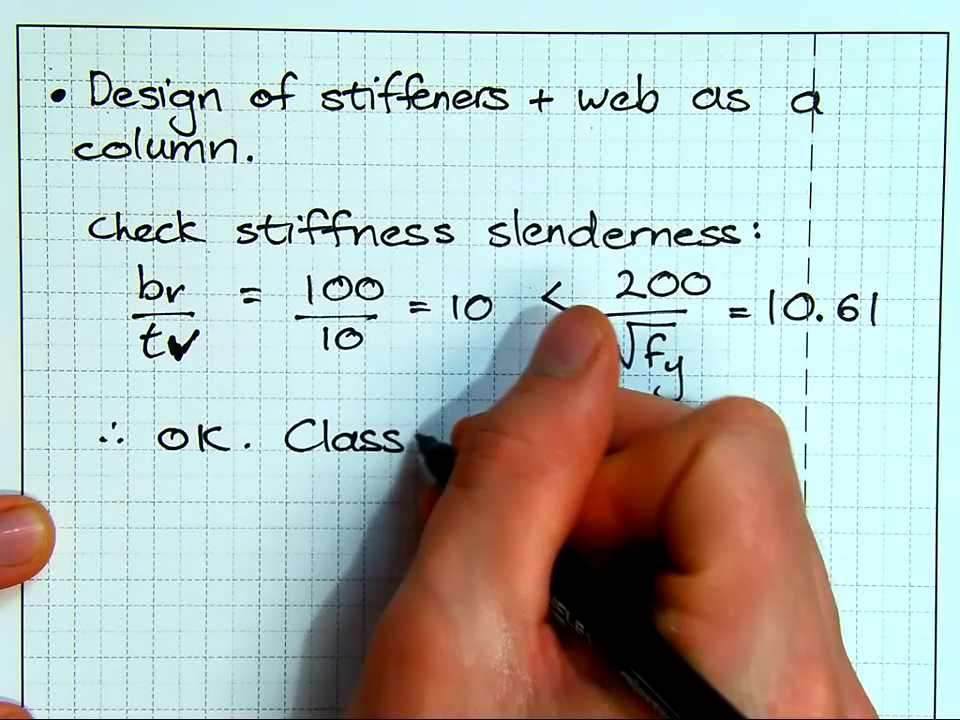 • Design of stiffeners + web as a
column.
Check stiffness slenderness:
br/tr = 100/10 = 10 < 200/√fy = 10.61
∴ OK. Class